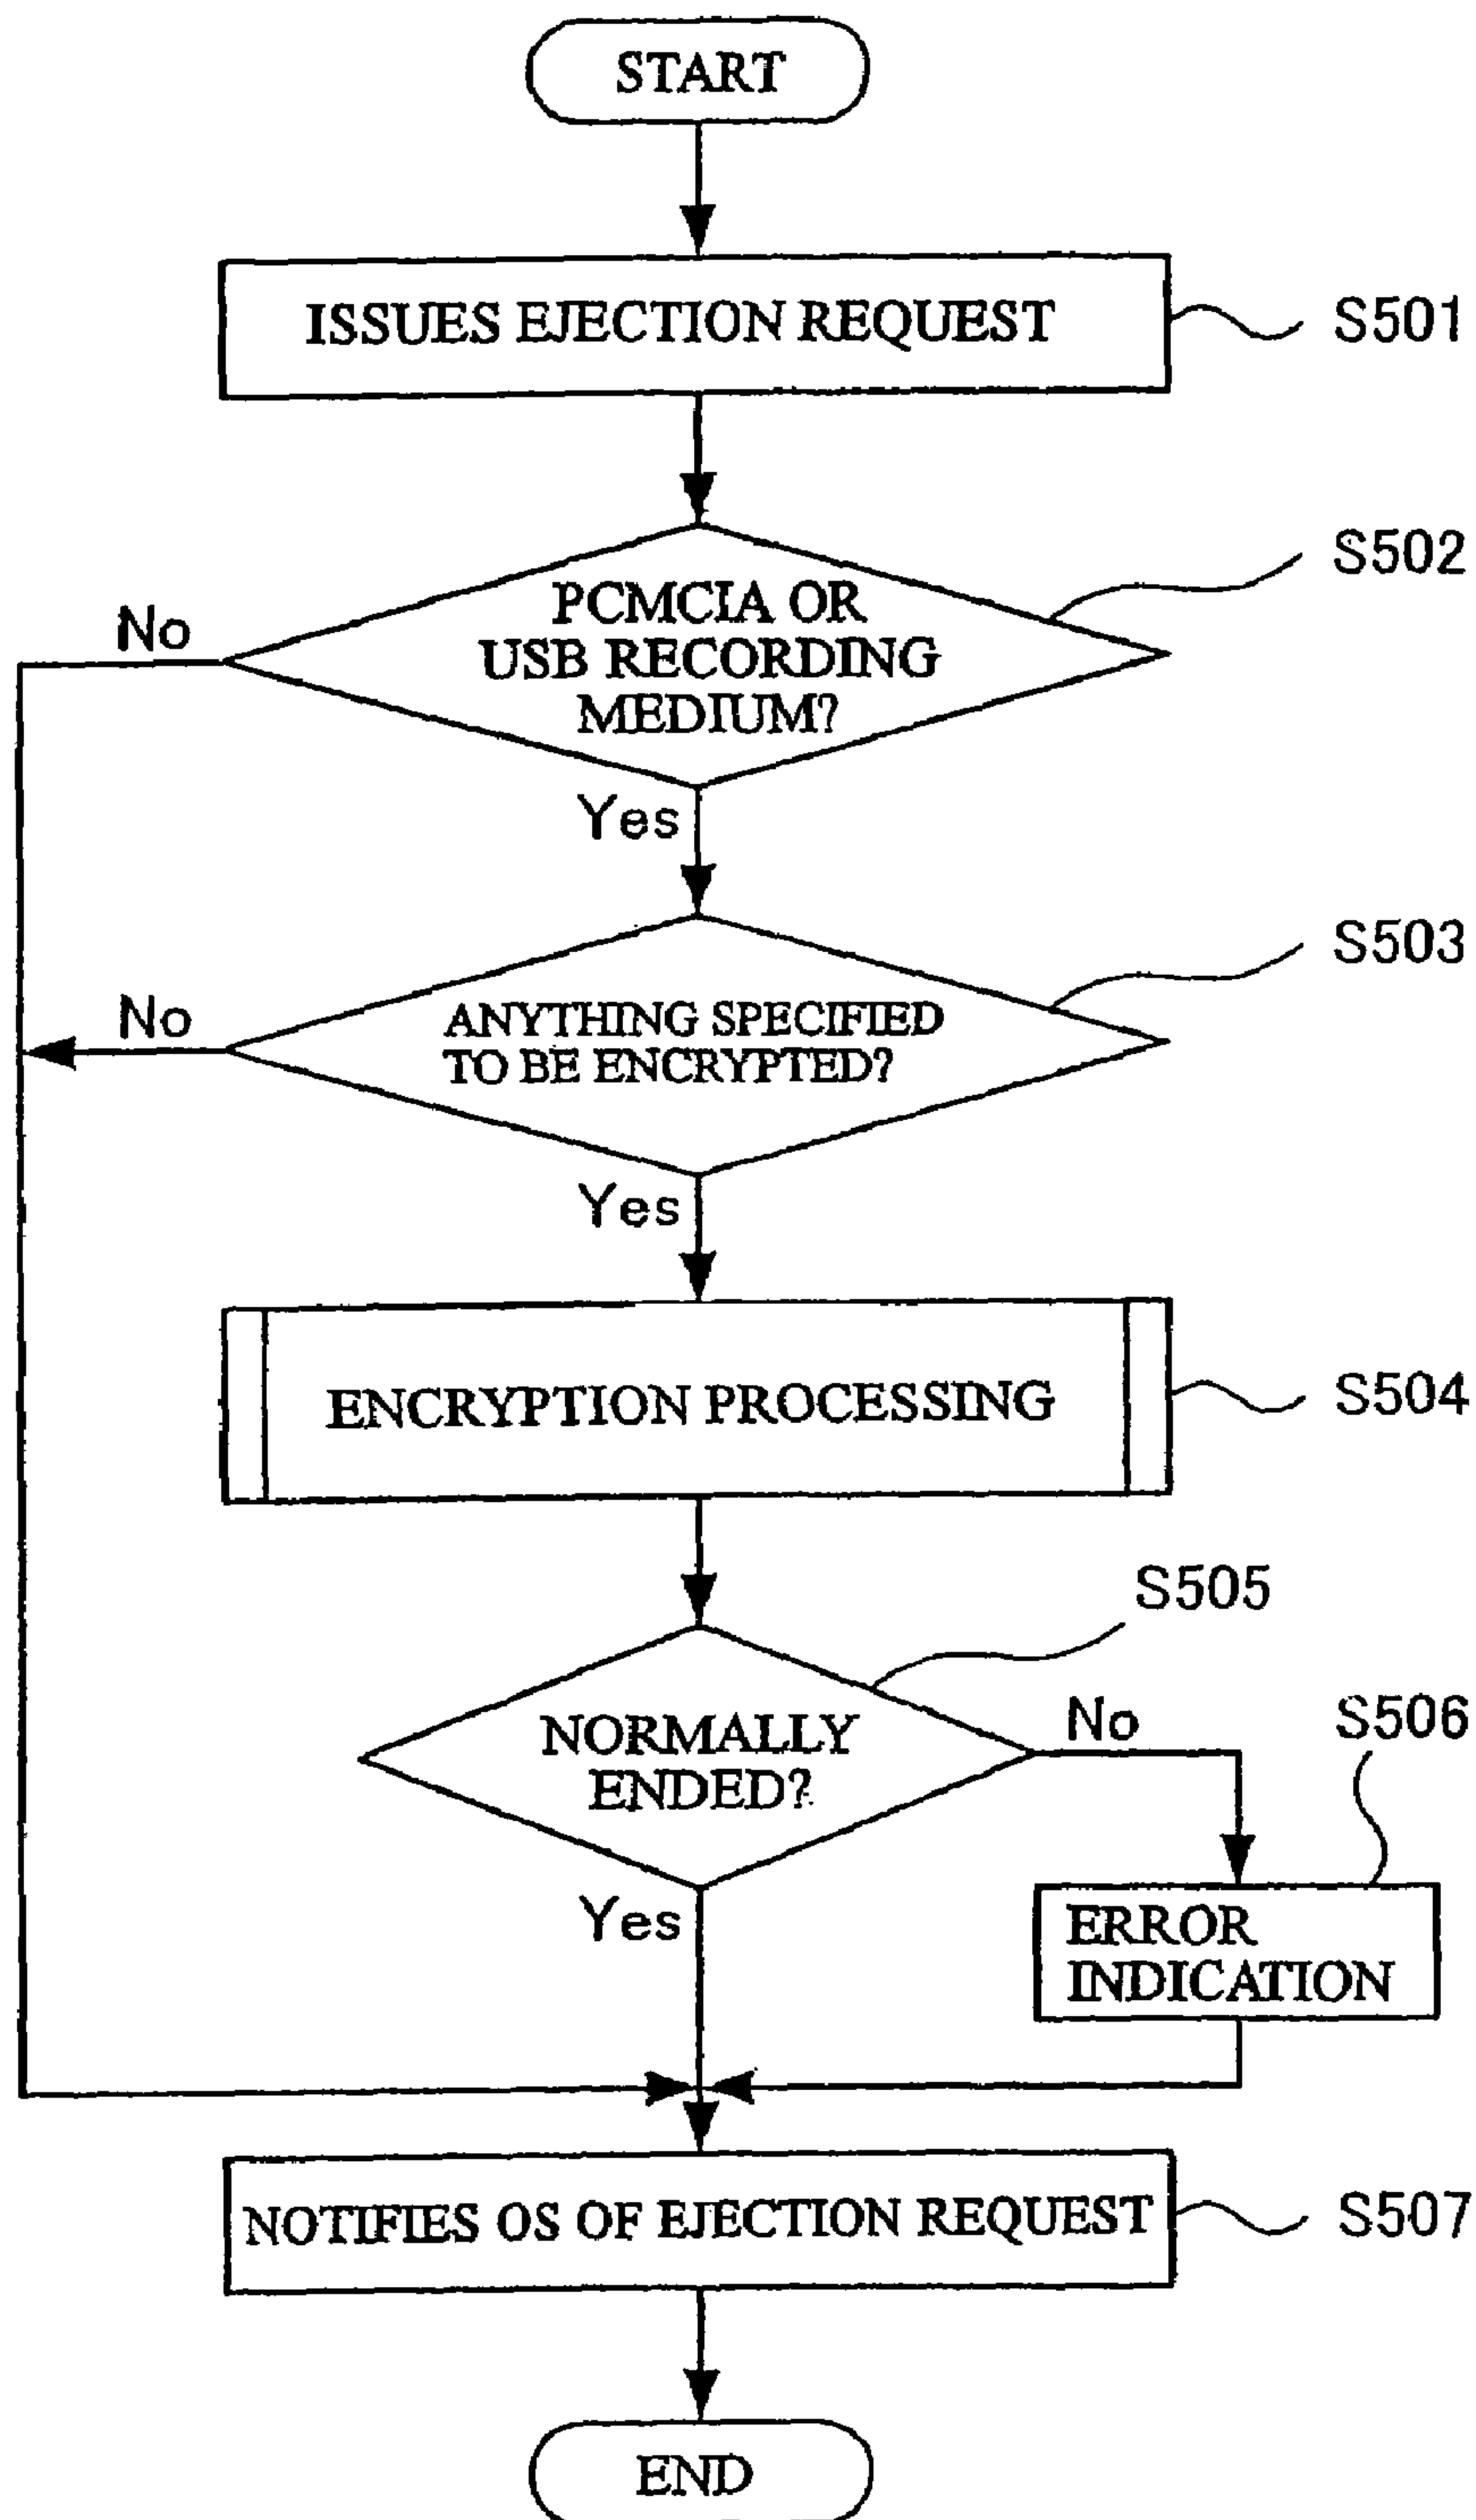 START
ISSUES EJECTION REQUEST
S501
S502
PCMCIA OR
USB RECORDING
MEDIUM?
No
Yes
S503
ANYTHING SPECIFIED
TO BE ENCRYPTED?
No
Yes
ENCRYPTION PROCESSING
S504
S505
NORMALLY
ENDED?
No
S506
Yes
ERROR
INDICATION
NOTIFIES OS OF EJECTION REQUEST
S507
END